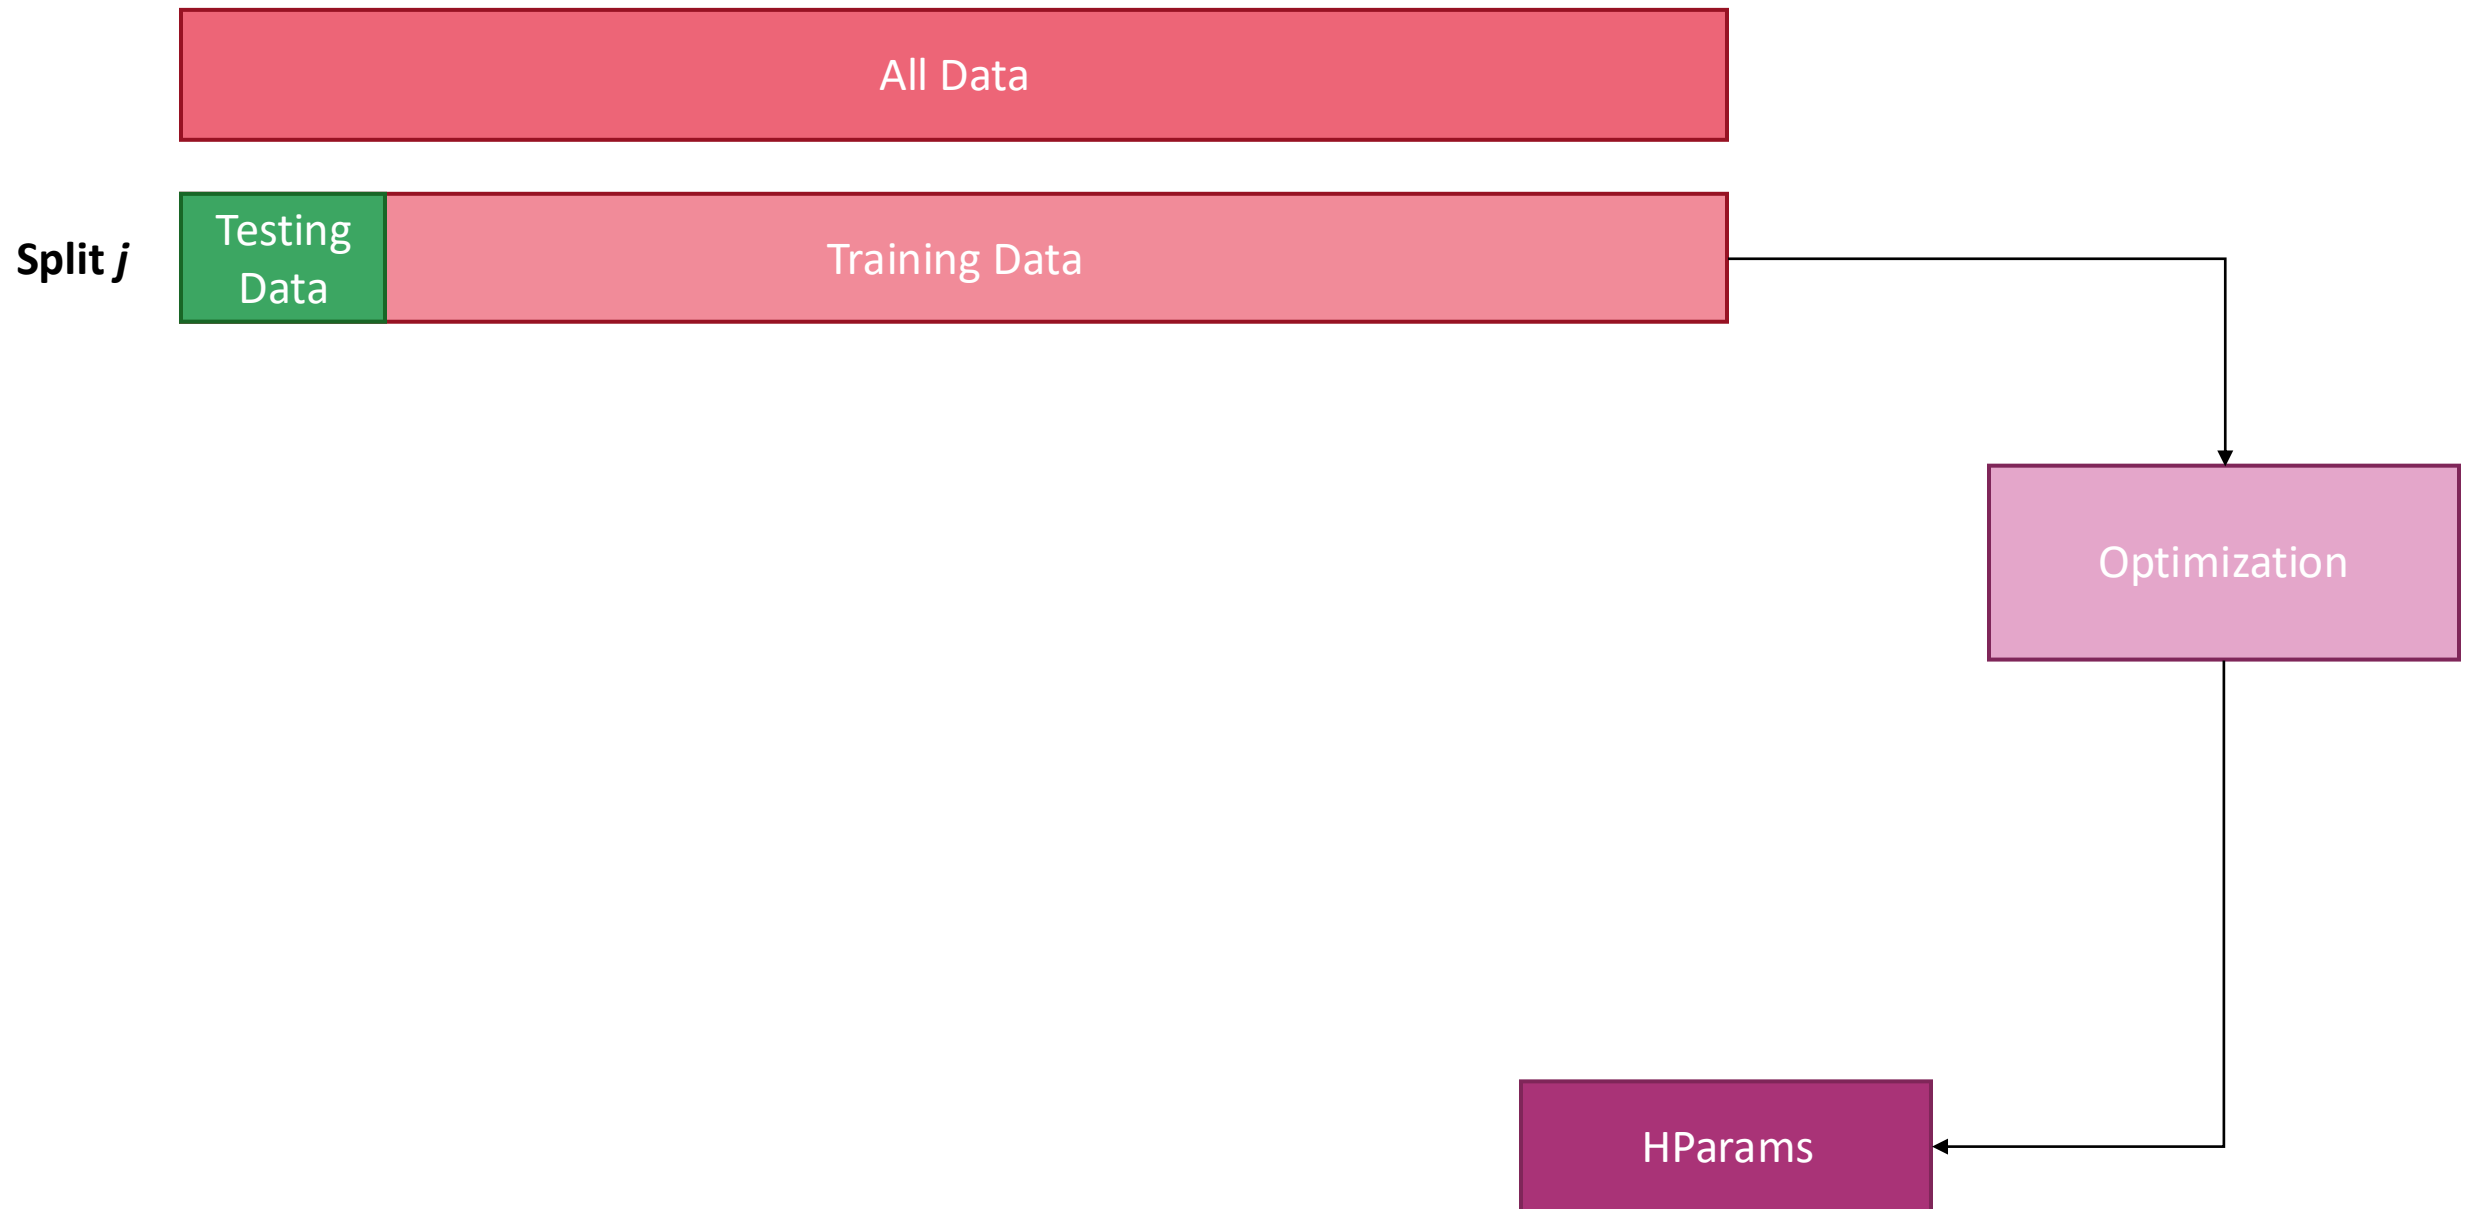 All Data
Split j
Testing
Data
Training Data
Optimization
HParams